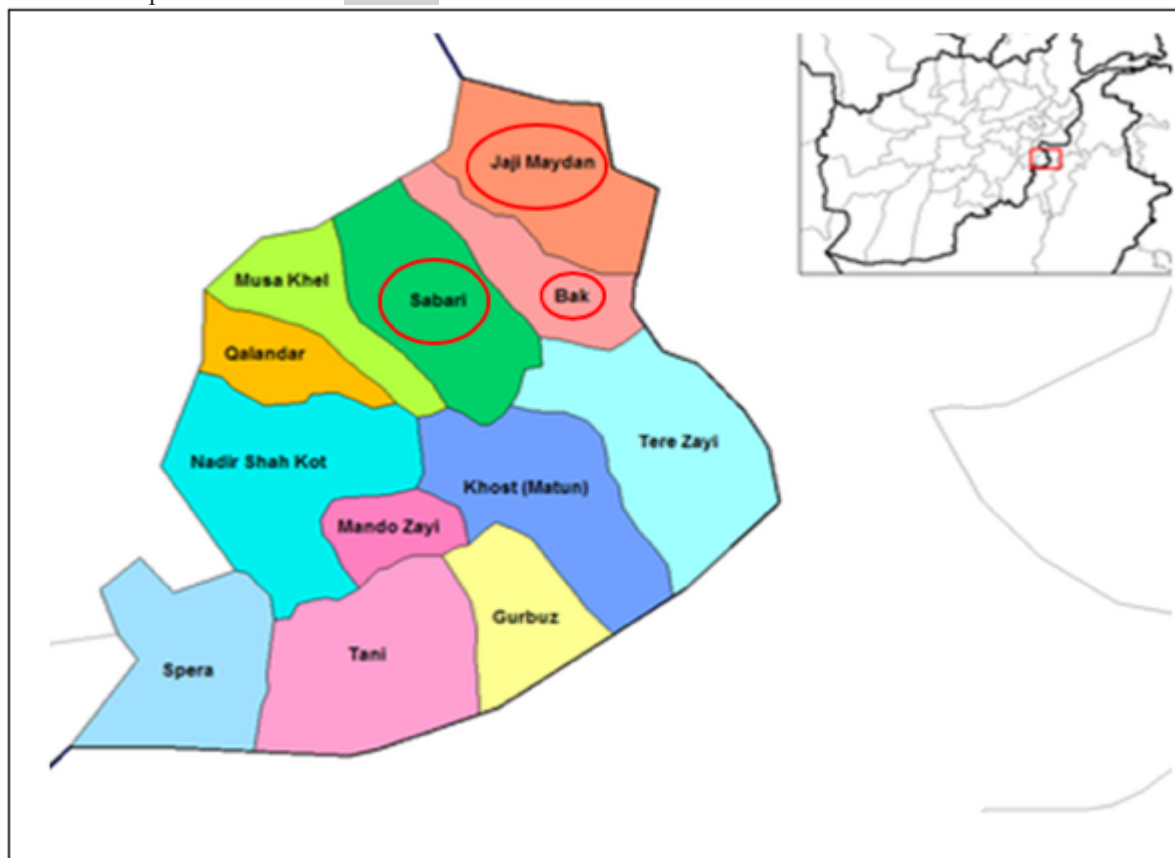 Jaji Maydan
Musa Khel
Sabari
Bak
Qalandar
Tere Zayi
Nadir Shah Kot
Khost (Matun)
Mando Zayi
Gurbuz
Tani
Spera